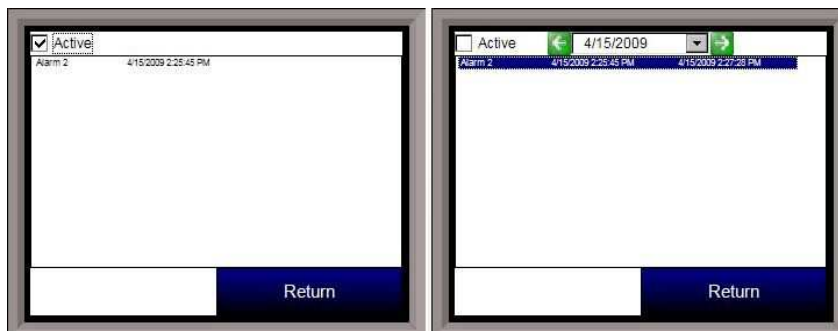 Active
Alarm 2 4/15/2009 2:25:45 PM
Return
Active 4/15/2009
Alarm 2 4/15/2009 2:25:45 PM 4/15/2009 2:27:28 PM
Return